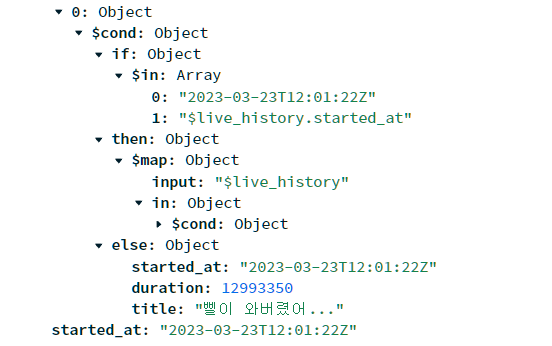 0: Object
$cond: Object
if: Object
$in: Array
0: "2023-03-23T12:01:22Z"
1: "$live_history.started_at"
then: Object
$map: Object
input: "$live_history"
in: Object
$cond: Object
else: Object
started_at: "2023-03-23T12:01:22Z"
duration: 12993350
title: "삘이 와버렸어..."
started_at: "2023-03-23T12:01:22Z"